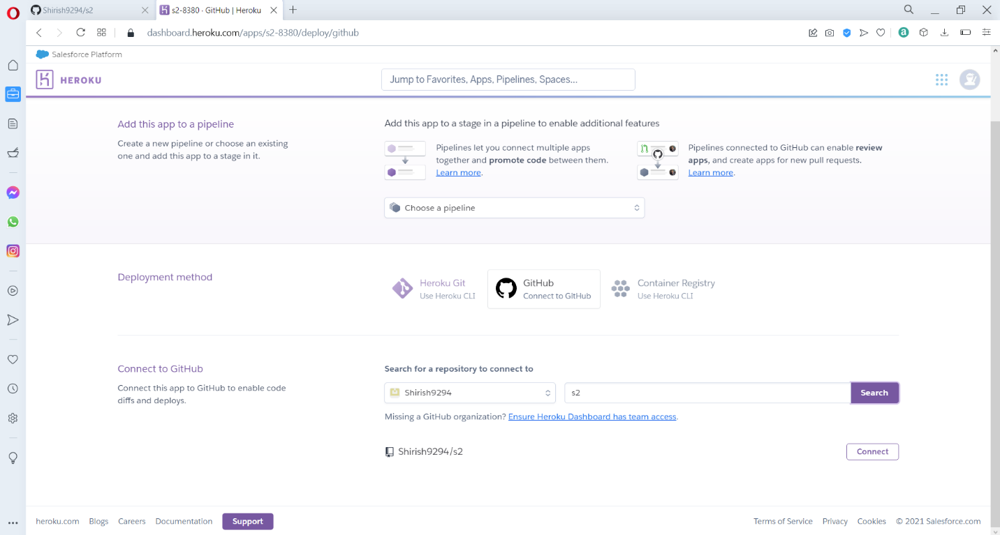 Shirish9294/s2
s2-8380 · GitHub | Heroku
dashboard.heroku.com/apps/s2-8380/deploy/github
Salesforce Platform
HEROKU
Jump to Favorites, Apps, Pipelines, Spaces...
Add this app to a pipeline
Create a new pipeline or choose an existing
one and add this app to a stage in it.
Add this app to a stage in a pipeline to enable additional features
Pipelines let you connect multiple apps
together and promote code between them.
Learn more.
Pipelines connected to GitHub can enable review
apps, and create apps for new pull requests.
Learn more.
Choose a pipeline
Deployment method
Heroku Git
Use Heroku CLI
GitHub
Connect to GitHub
Container Registry
Use Heroku CLI
Connect to GitHub
Connect this app to GitHub to enable code
diffs and deploys.
Search for a repository to connect to
Shirish9294
s2
Search
Missing a GitHub organization? Ensure Heroku Dashboard has team access.
Shirish9294/s2
Connect
heroku.com Blogs Careers Documentation Support
Terms of Service Privacy Cookies © 2021 Salesforce.com